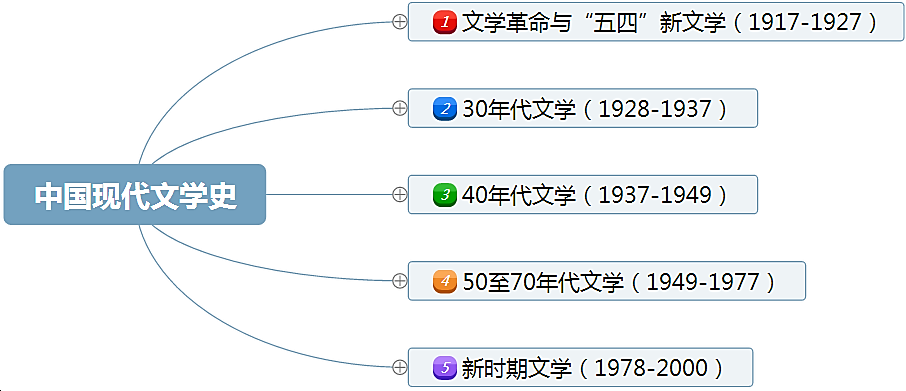 中国现代文学史
1 文学革命与“五四”新文学（1917-1927）
2 30年代文学（1928-1937）
3 40年代文学（1937-1949）
4 50至70年代文学（1949-1977）
5 新时期文学（1978-2000）